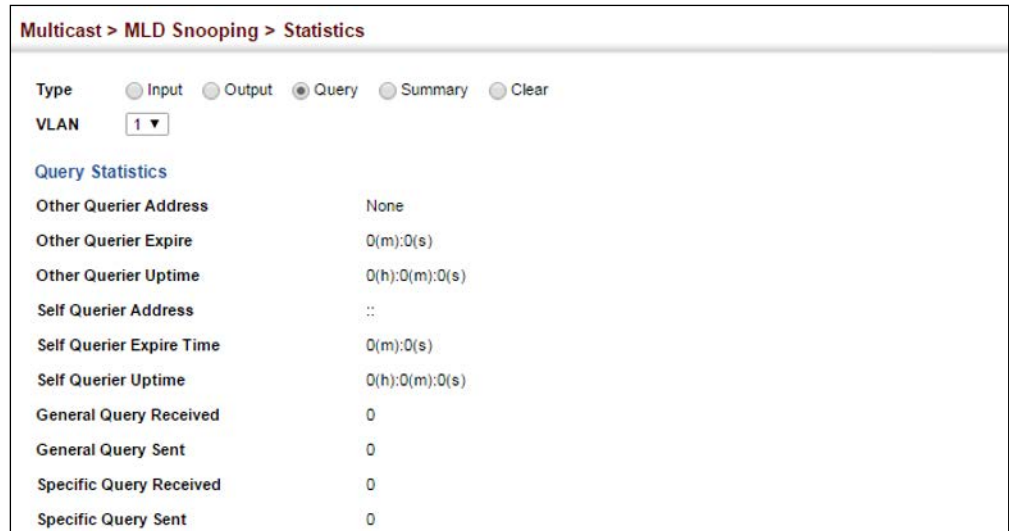 Multicast > MLD Snooping > Statistics
Type Input Output Query Summary Clear
VLAN 1
Query Statistics
Other Querier Address None
Other Querier Expire 0(m):0(s)
Other Querier Uptime 0(h):0(m):0(s)
Self Querier Address ::
Self Querier Expire Time 0(m):0(s)
Self Querier Uptime 0(h):0(m):0(s)
General Query Received 0
General Query Sent 0
Specific Query Received 0
Specific Query Sent 0